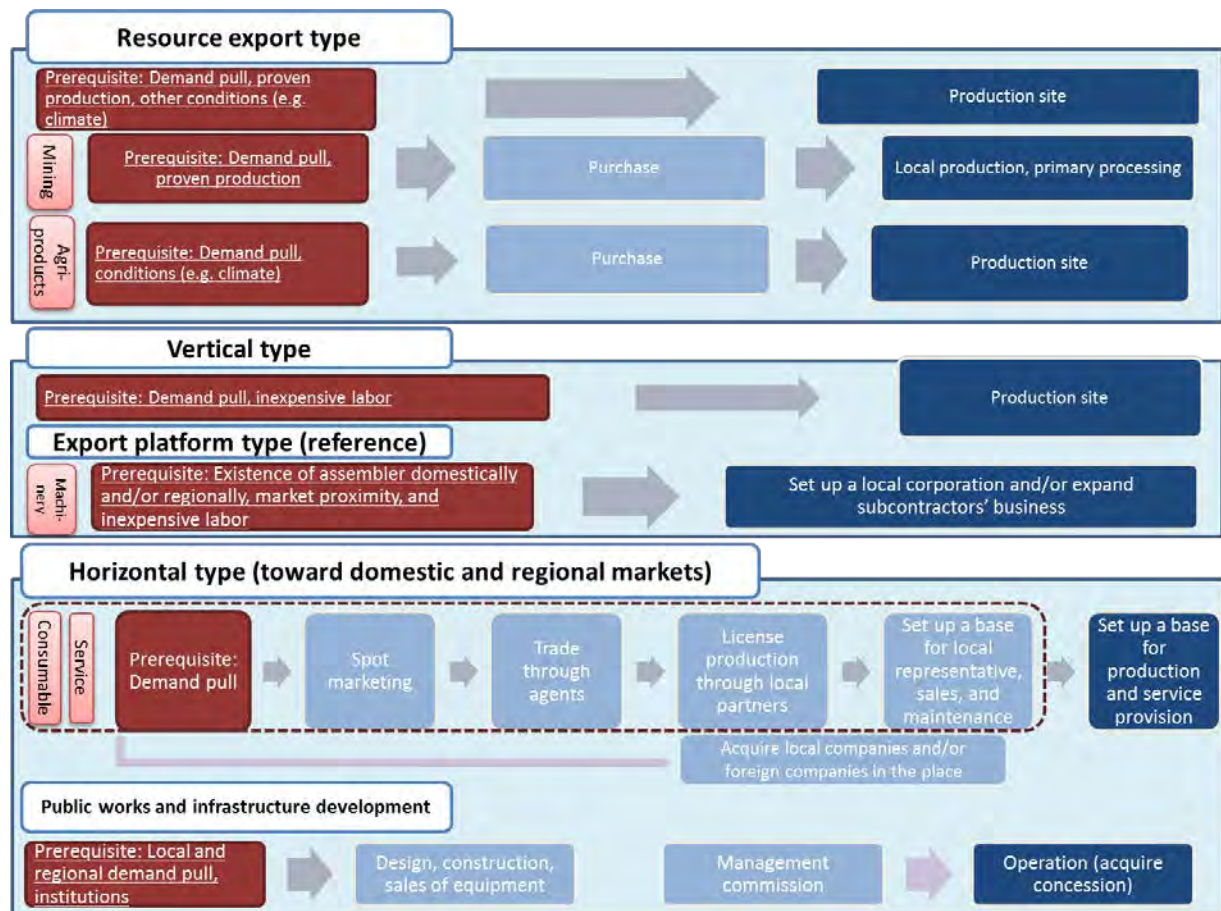 Resource export type
Prerequisite: Demand pull, proven
production, other conditions (e.g.
climate)
Production site
Mining
Prerequisite: Demand pull,
proven production
Purchase
Local production, primary processing
Agri-
products
Prerequisite: Demand pull,
conditions (e.g. climate)
Purchase
Production site
Vertical type
Prerequisite: Demand pull, inexpensive labor
Production site
Export platform type (reference)
Machi-
nery
Prerequisite: Existence of assembler domestically
and/or regionally, market proximity, and
inexpensive labor
Set up a local corporation and/or expand
subcontractors’ business
Horizontal type (toward domestic and regional markets)
Consumable
Service
Prerequisite:
Demand pull
Spot
marketing
Trade
through
agents
License
production
through local
partners
Set up a base
for local
representative,
sales, and
maintenance
Set up a base
for
production
and service
provision
Acquire local companies and/or
foreign companies in the place
Public works and infrastructure development
Prerequisite: Local and
regional demand pull,
institutions
Design, construction,
sales of equipment
Management
commission
Operation (acquire
concession)